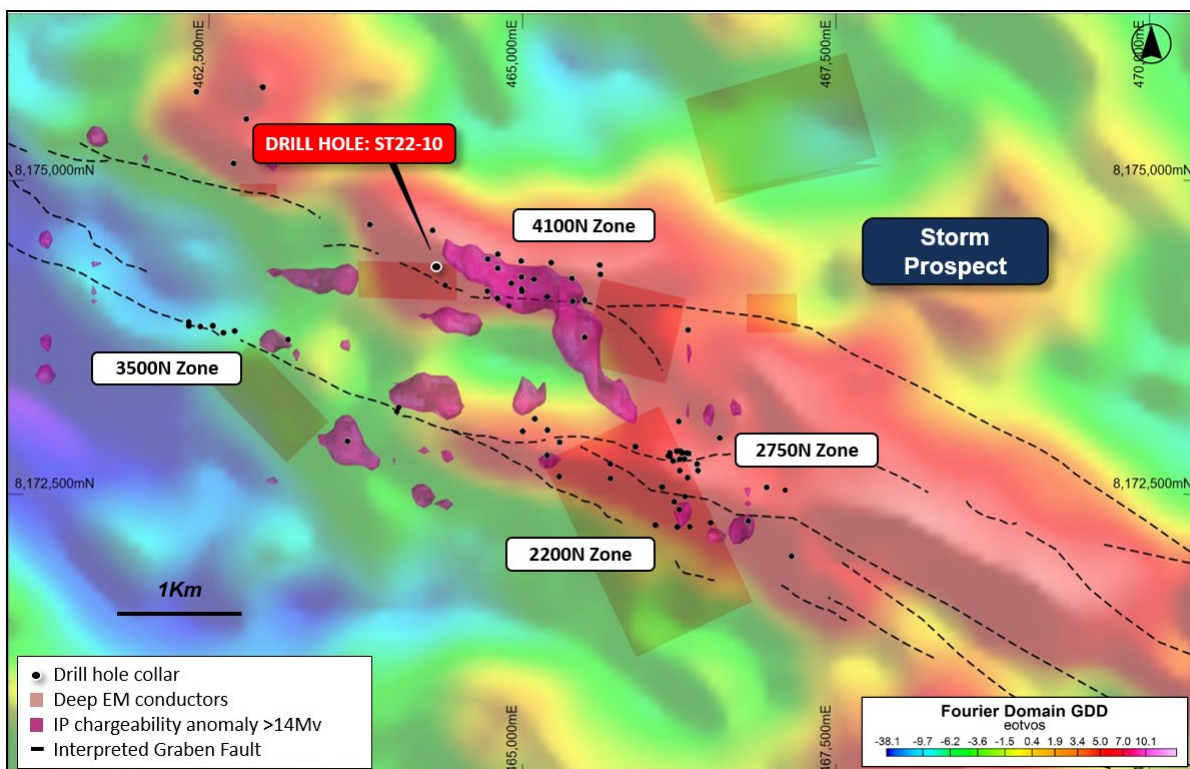 462,500mE
465,000mE
467,500mE
470,000mE
DRILL HOLE: ST22-10
8,175,000mN
8,175,000mN
4100N Zone
Storm
Prospect
3500N Zone
2750N Zone
8,172,500mN
8,172,500mN
2200N Zone
1Km
Drill hole collar
Deep EM conductors
IP chargeability anomaly >14Mv
Interpreted Graben Fault
465,000mE
467,500mE
Fourier Domain GDD
eotvos
-38.1 -9.7 -6.2 -3.6 -1.5 0.4 1.9 3.4 5.0 7.0 10.1